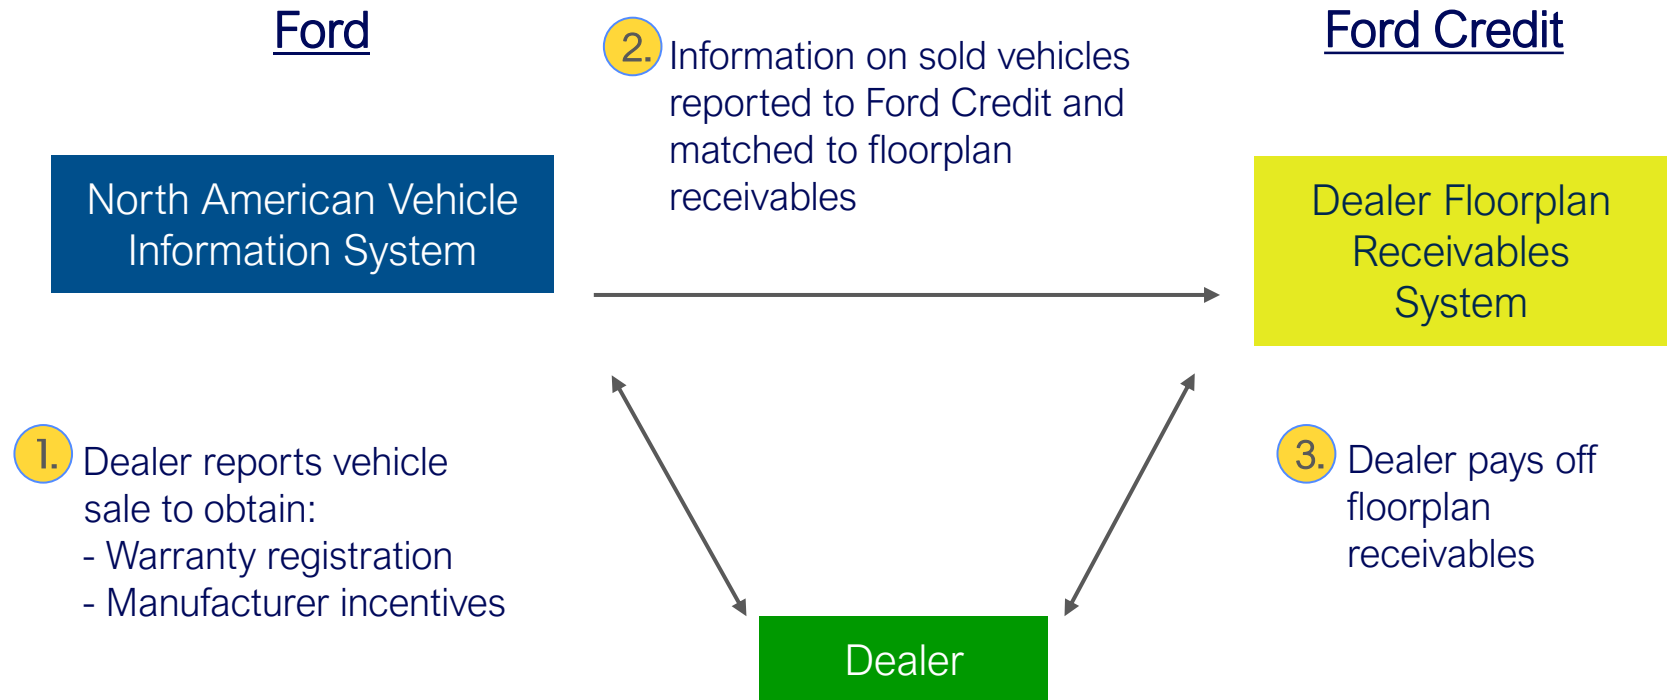 Ford
2. Information on sold vehicles
reported to Ford Credit and
matched to floorplan
receivables
Ford Credit
North American Vehicle
Information System
Dealer Floorplan
Receivables
System
1. Dealer reports vehicle
sale to obtain:
- Warranty registration
- Manufacturer incentives
3. Dealer pays off
floorplan
receivables
Dealer